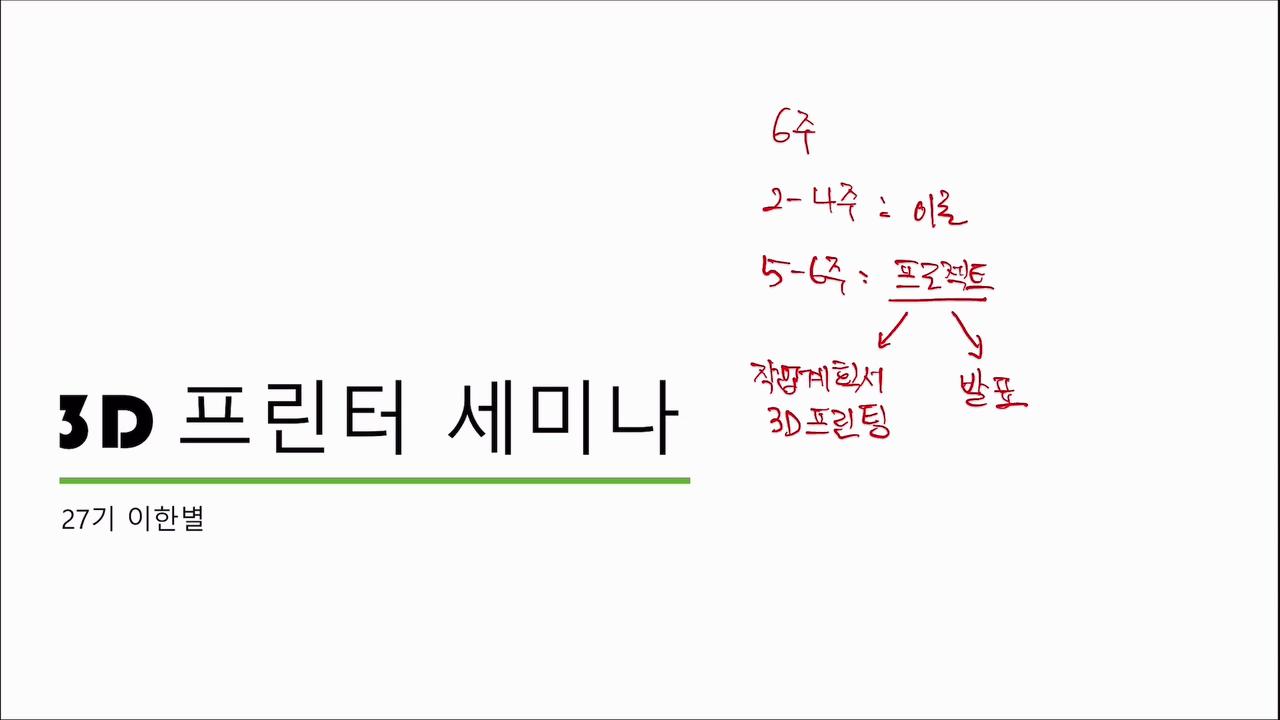 3D 프린터 세미나
27기 이한별
6주
2-4주 : 이론
5-6주 : 프로젝트
작업계획서
3D프린팅
발표